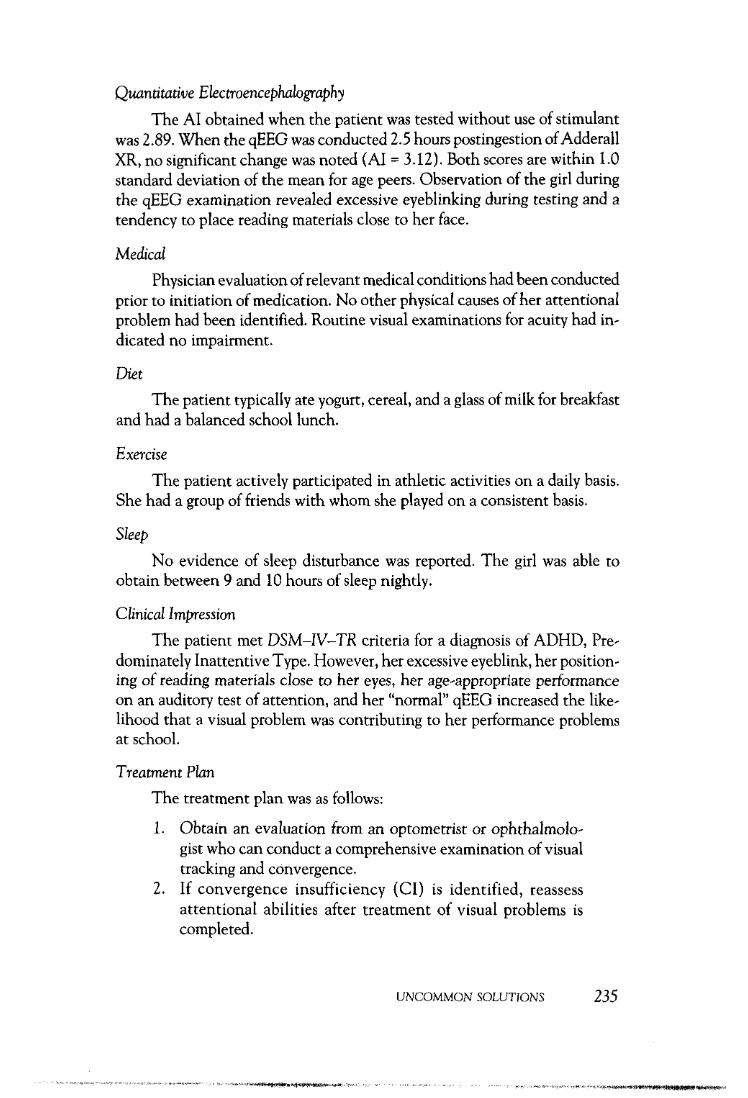 Quantitative Electroencephalography
The AI obtained when the patient was tested without use of stimulant
was 2.89. When the qEEG was conducted 2.5 hours postingestion of Adderall
XR, no significant change was noted (AI = 3.12). Both scores are within 1.0
standard deviation of the mean for age peers. Observation of the girl during
the qEEG examination revealed excessive eyeblinking during testing and a
tendency to place reading materials close to her face.
Medical
Physician evaluation of relevant medical conditions had been conducted
prior to initiation of medication. No other physical causes of her attentional
problem had been identified. Routine visual examinations for acuity had in-
dicated no impairment.
Diet
The patient typically ate yogurt, cereal, and a glass of milk for breakfast
and had a balanced school lunch.
Exercise
The patient actively participated in athletic activities on a daily basis.
She had a group of friends with whom she played on a consistent basis.
Sleep
No evidence of sleep disturbance was reported. The girl was able to
obtain between 9 and 10 hours of sleep nightly.
Clinical Impression
The patient met DSM–IV–TR criteria for a diagnosis of ADHD, Pre-
dominately Inattentive Type. However, her excessive eyeblink, her position-
ing of reading materials close to her eyes, her age-appropriate performance
on an auditory test of attention, and her “normal” qEEG increased the like-
lihood that a visual problem was contributing to her performance problems
at school.
Treatment Plan
The treatment plan was as follows:
1. Obtain an evaluation from an optometrist or ophthalmolo-
gist who can conduct a comprehensive examination of visual
tracking and convergence.
2. If convergence insufficiency (CI) is identified, reassess
attentional abilities after treatment of visual problems is
completed.
UNCOMMON SOLUTIONS 235